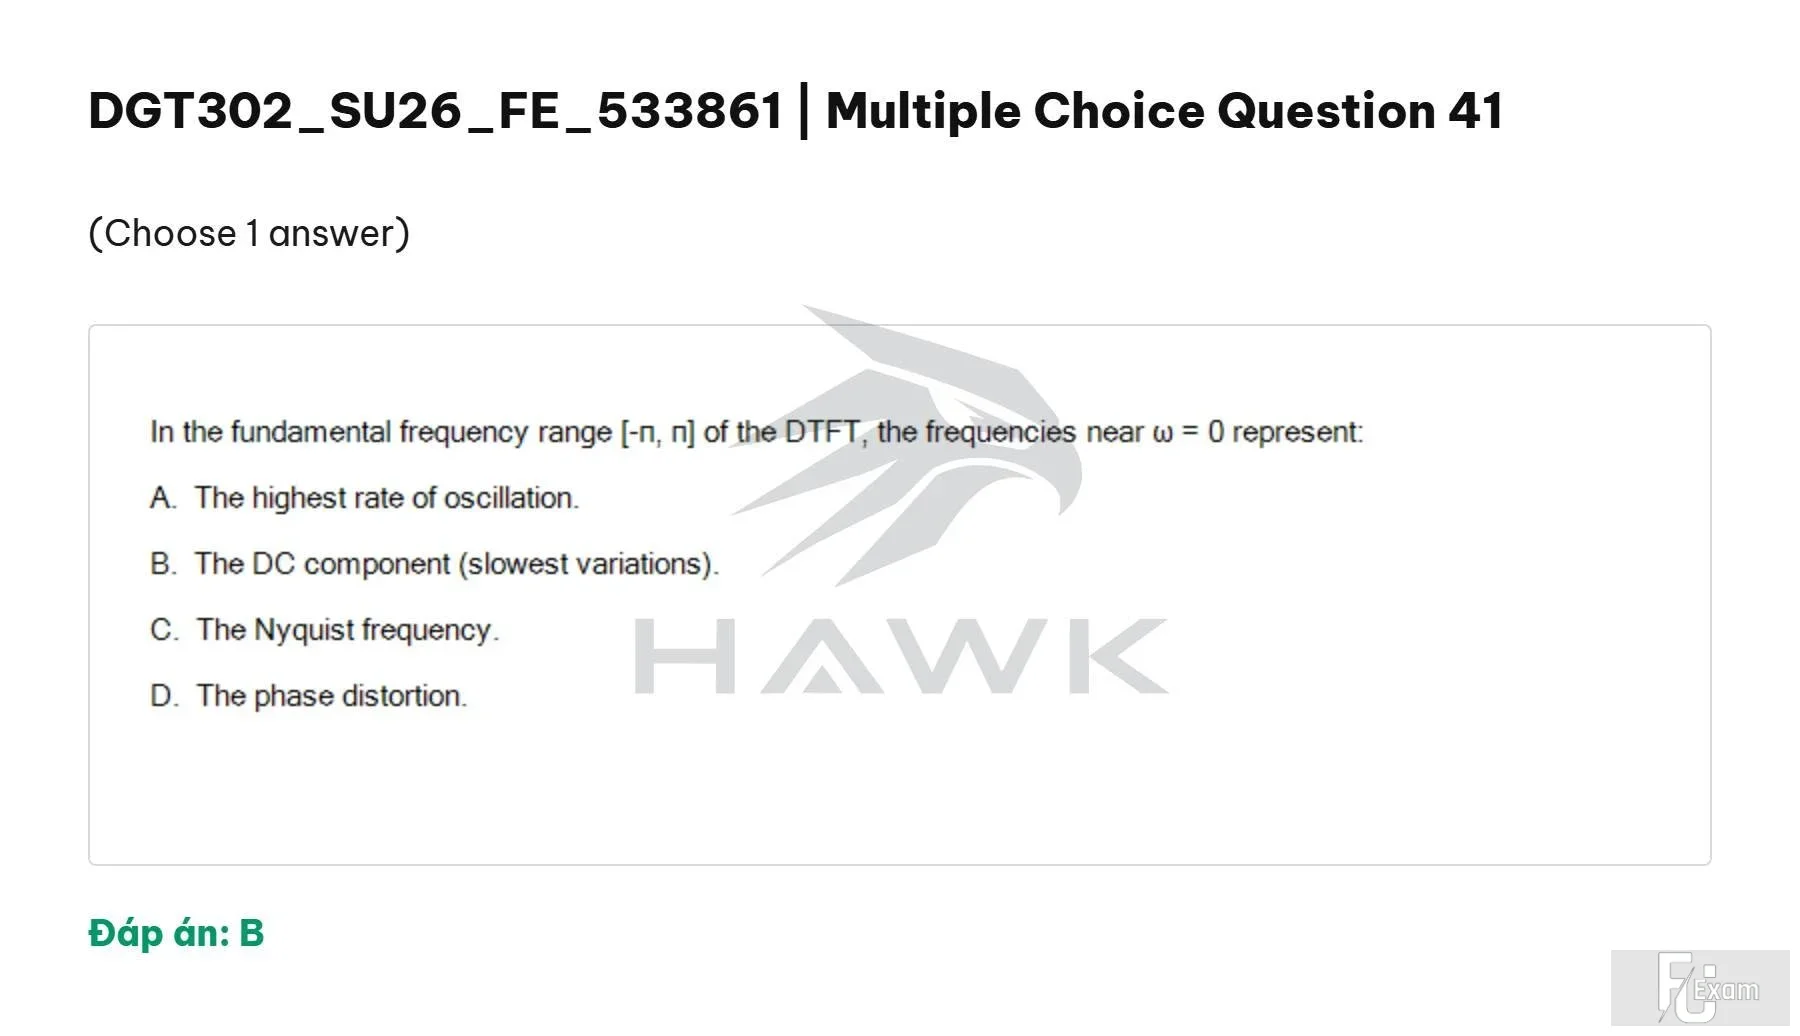 DGT302_SU26_FE_533861 | Multiple Choice Question 41
(Choose 1 answer)
In the fundamental frequency range [-п, п] of the DTFT, the frequencies near ω = 0 represent:
A. The highest rate of oscillation.
B. The DC component (slowest variations).
C. The Nyquist frequency.
D. The phase distortion.
HAWK
Đáp án: B
FU Exam